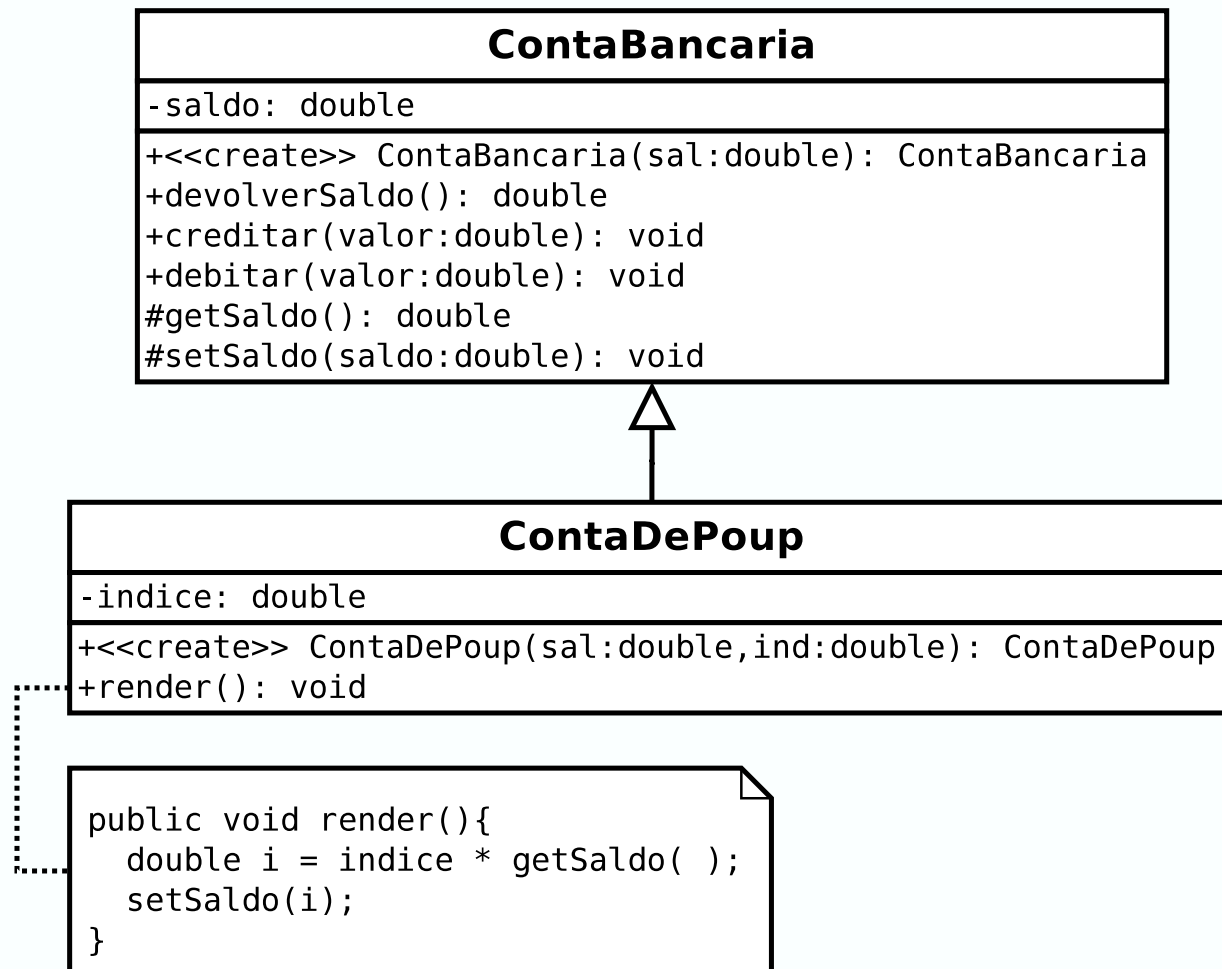 ContaBancaria
-saldo: double
+<<create>> ContaBancaria(sal:double): ContaBancaria
+devolverSaldo(): double
+creditar(valor:double): void
+debitar(valor:double): void
#getSaldo(): double
#setSaldo(saldo:double): void
ContaDePoup
-indice: double
+<<create>> ContaDePoup(sal:double,ind:double): ContaDePoup
+render(): void
public void render(){
  double i = indice * getSaldo( );
  setSaldo(i);
}